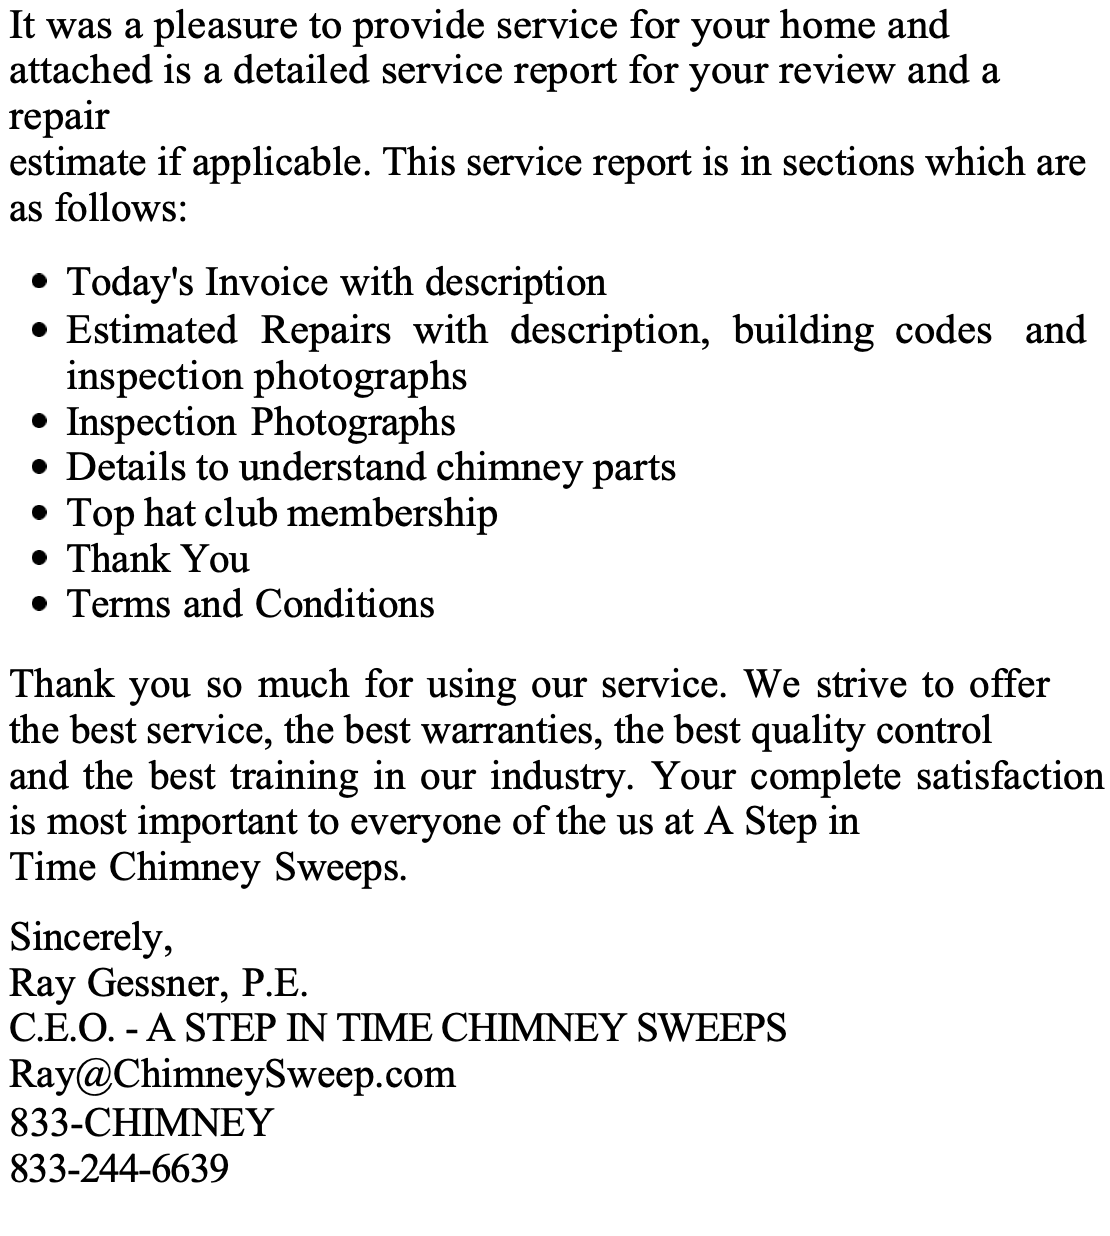 It was a pleasure to provide service for your home and
attached is a detailed service report for your review and a
repair
estimate if applicable. This service report is in sections which are
as follows:
• Today's Invoice with description
• Estimated Repairs with description, building codes and
inspection photographs
• Inspection Photographs
• Details to understand chimney parts
• Top hat club membership
• Thank You
• Terms and Conditions
Thank you so much for using our service. We strive to offer
the best service, the best warranties, the best quality control
and the best training in our industry. Your complete satisfaction
is most important to everyone of the us at A Step in
Time Chimney Sweeps.
Sincerely,
Ray Gessner, P.E.
C.E.O. - A STEP IN TIME CHIMNEY SWEEPS
Ray@ChimneySweep.com
833-CHIMNEY
833-244-6639